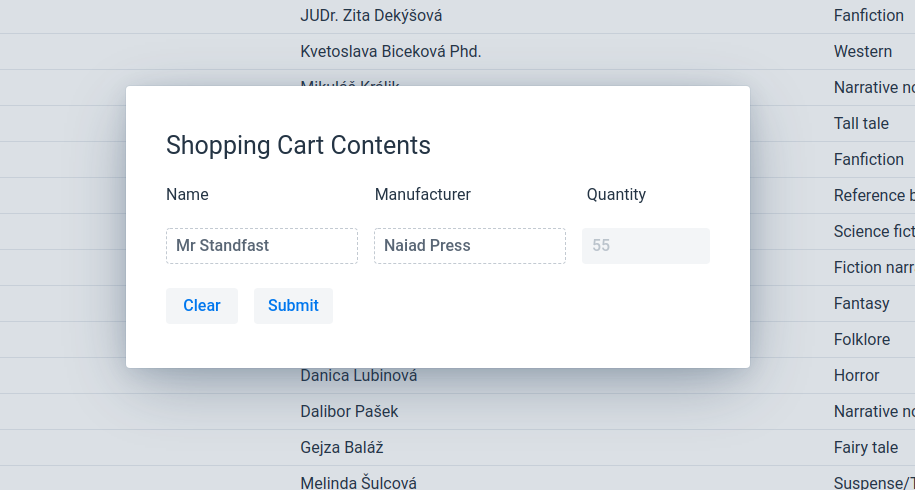 JUDr. Zita Dekýšová Fanfiction
Kvetoslava Biceková Phd. Western
Mikuláš Králik Narrative no
Tall tale
Shopping Cart Contents
Fanfiction
Name Manufacturer Quantity
Reference b
Science fict
Mr Standfast Naiad Press 55
Fiction narr
Clear Submit
Fantasy
Folklore
Danica Lubinová Horror
Dalibor Pašek Narrative no
Gejza Baláž Fairy tale
Melinda Šulcová Suspense/T